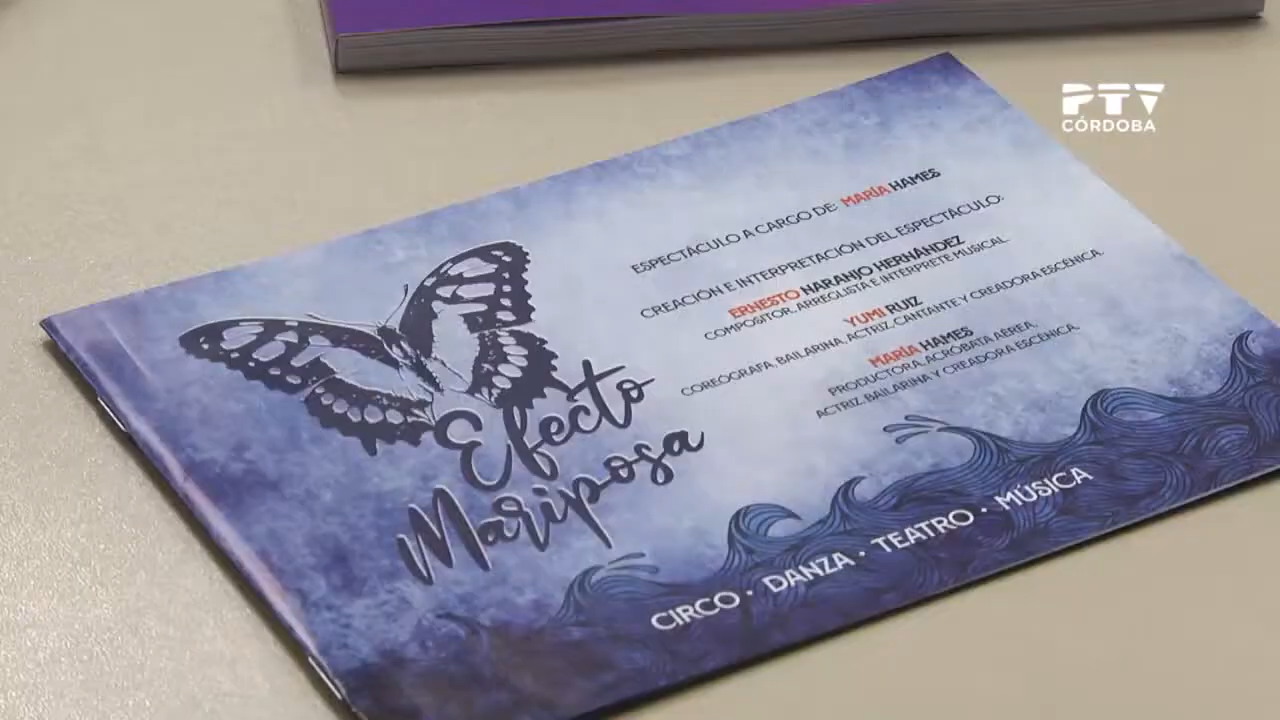 PTV
CÓRDOBA
ESPECTÁCULO A CARGO DE: MARÍA HAMES
CREACIÓN E INTERPRETACIÓN DEL ESPECTÁCULO:
ERNESTO NARANJO HERNÁNDEZ
COMPOSITOR, ARREGLISTA E INTÉRPRETE MUSICAL.
YUMI RUIZ
COREÓGRAFA, BAILARINA, ACTRIZ, CANTANTE Y CREADORA ESCÉNICA.
MARÍA HAMES
PRODUCTORA, ACRÓBATA AÉREA,
ACTRIZ, BAILARINA Y CREADORA ESCÉNICA.
Efecto
Mariposa
CIRCO · DANZA · TEATRO · MÚSICA